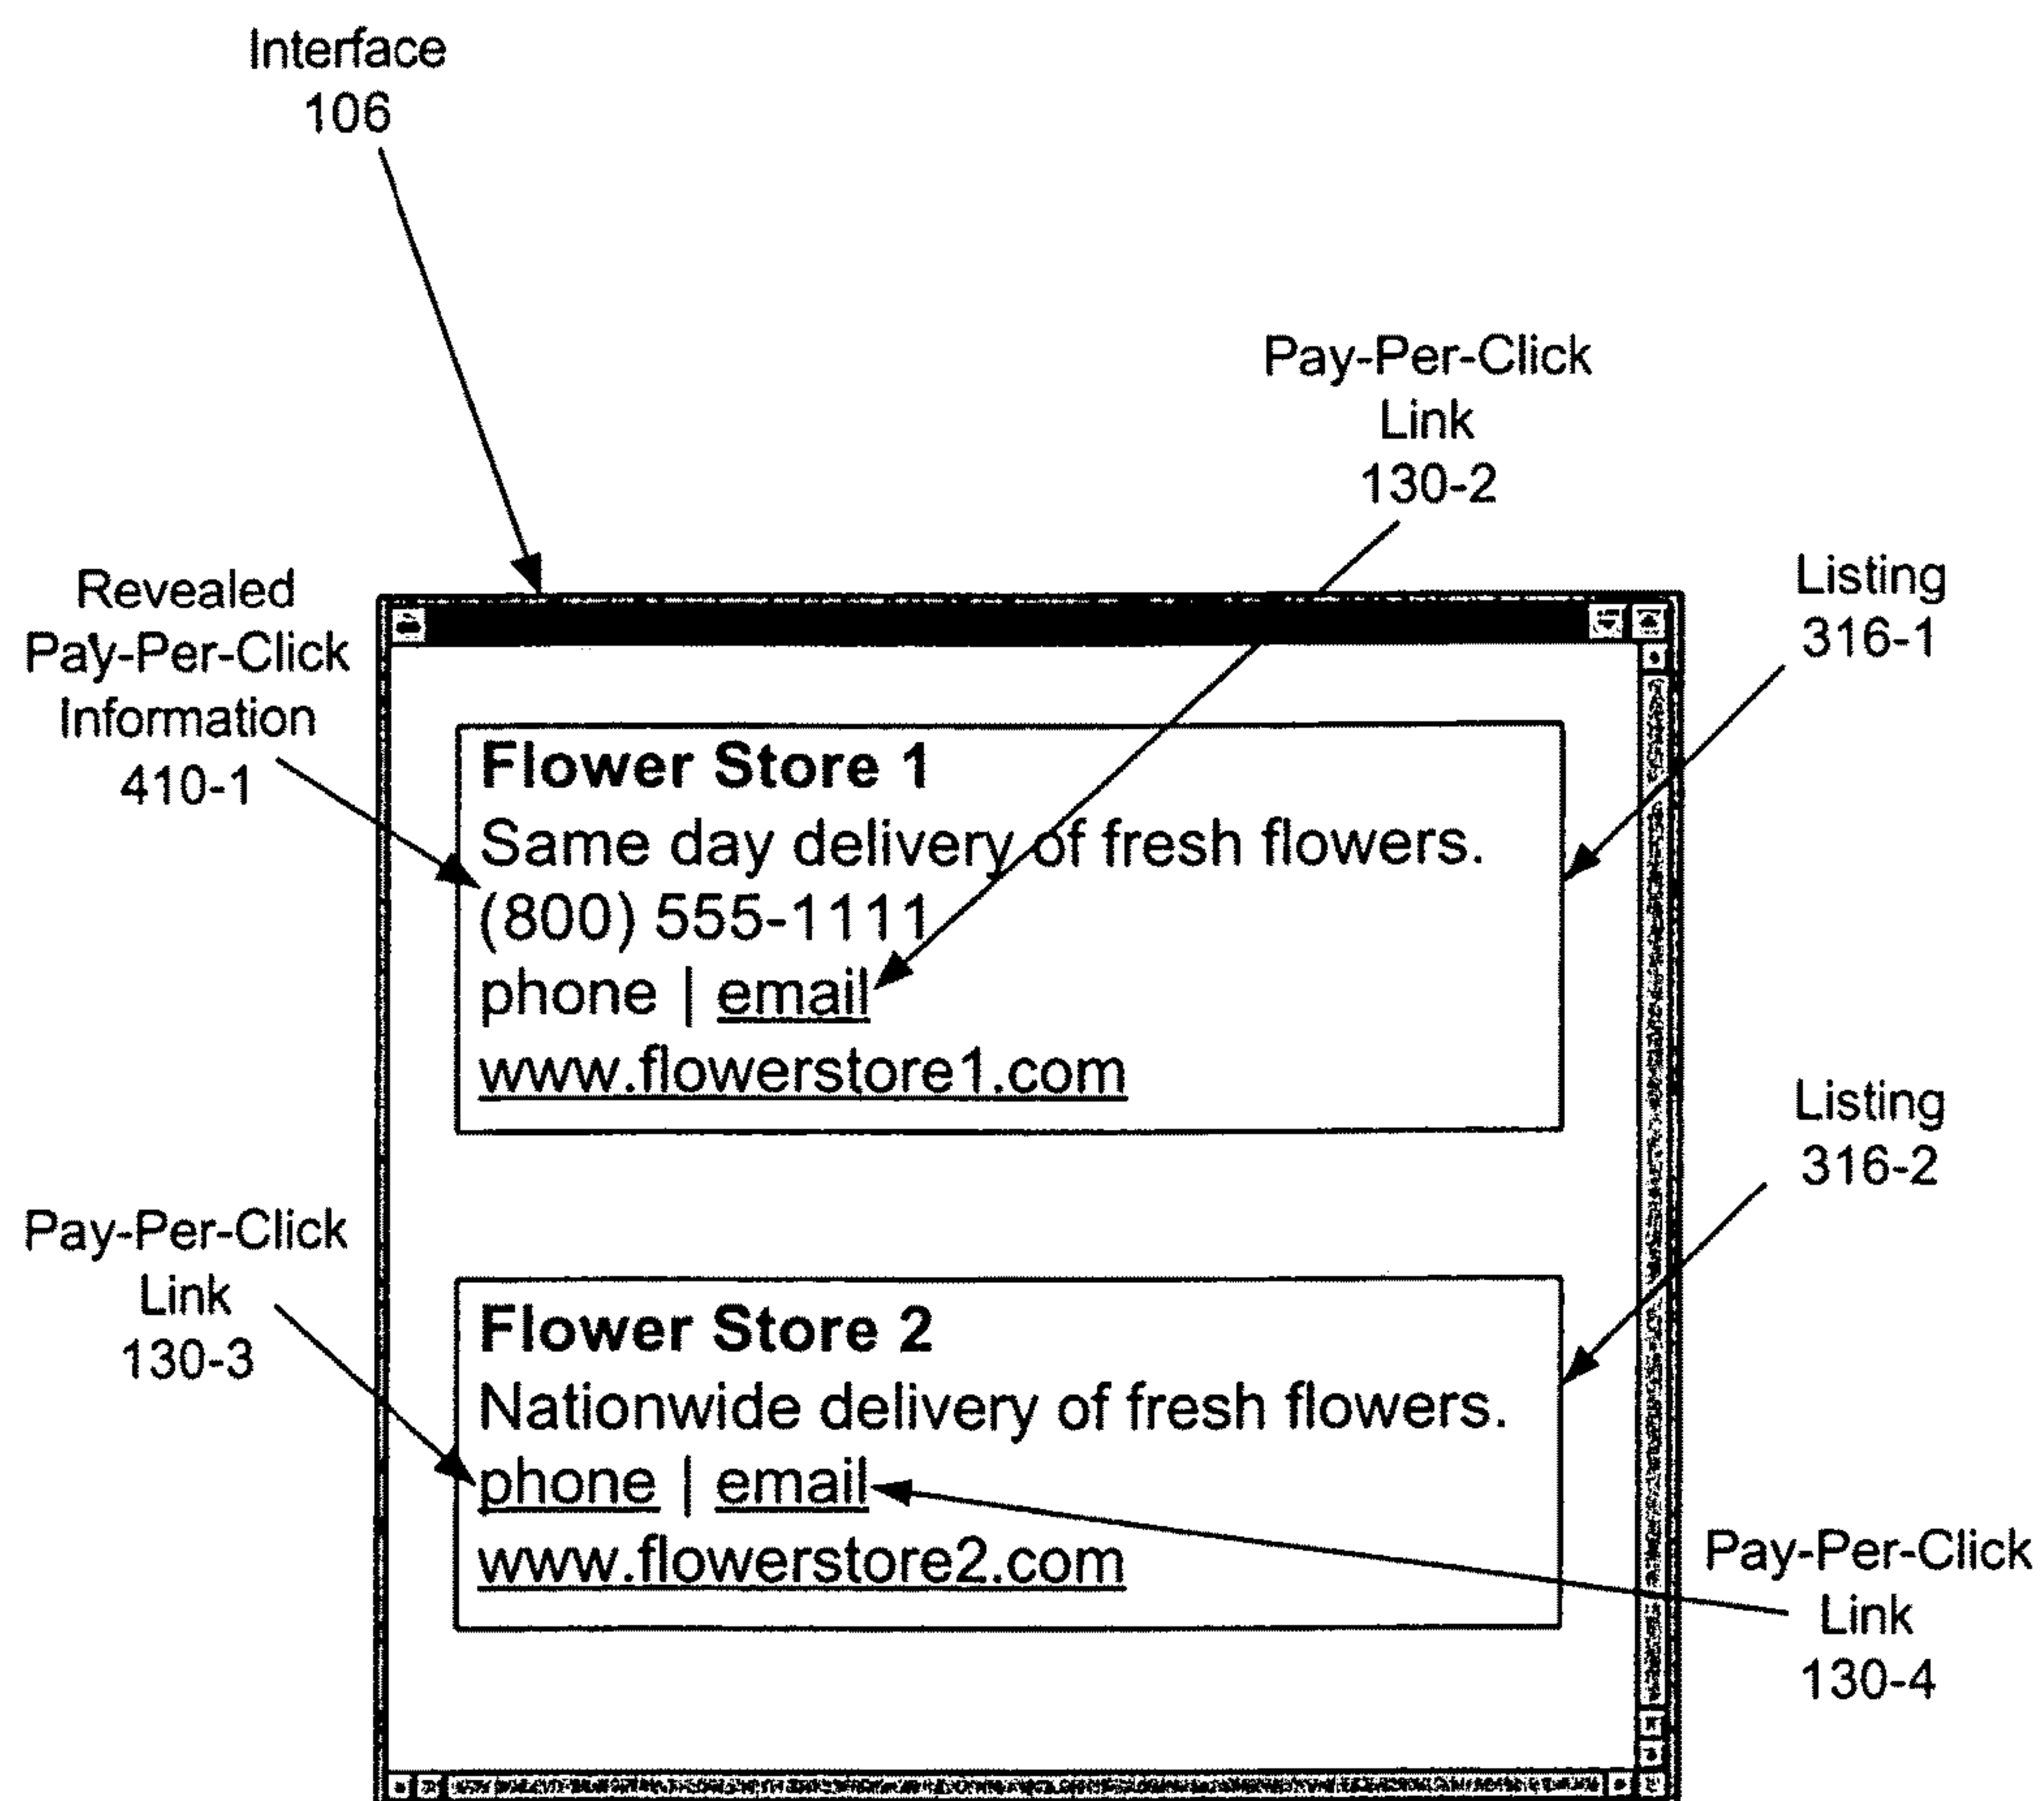 Interface
106
Pay-Per-Click
Link
130-2
Revealed
Pay-Per-Click
Information
410-1
Listing
316-1
Flower Store 1
Same day delivery of fresh flowers.
(800) 555-1111
phone | email
www.flowerstore1.com
Listing
316-2
Pay-Per-Click
Link
130-3
Flower Store 2
Nationwide delivery of fresh flowers.
phone | email
www.flowerstore2.com
Pay-Per-Click
Link
130-4